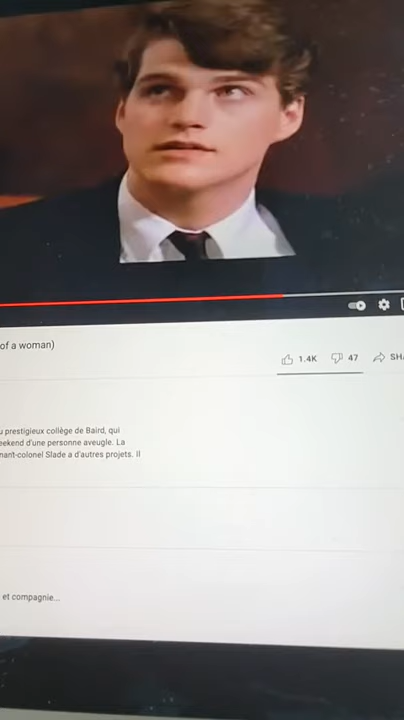 of a woman)
1.4K 47 SH
u prestigieux collège de Baird, qui
eekend d'une personne aveugle. La
nant-colonel Slade a d'autres projets. Il
et compagnie...